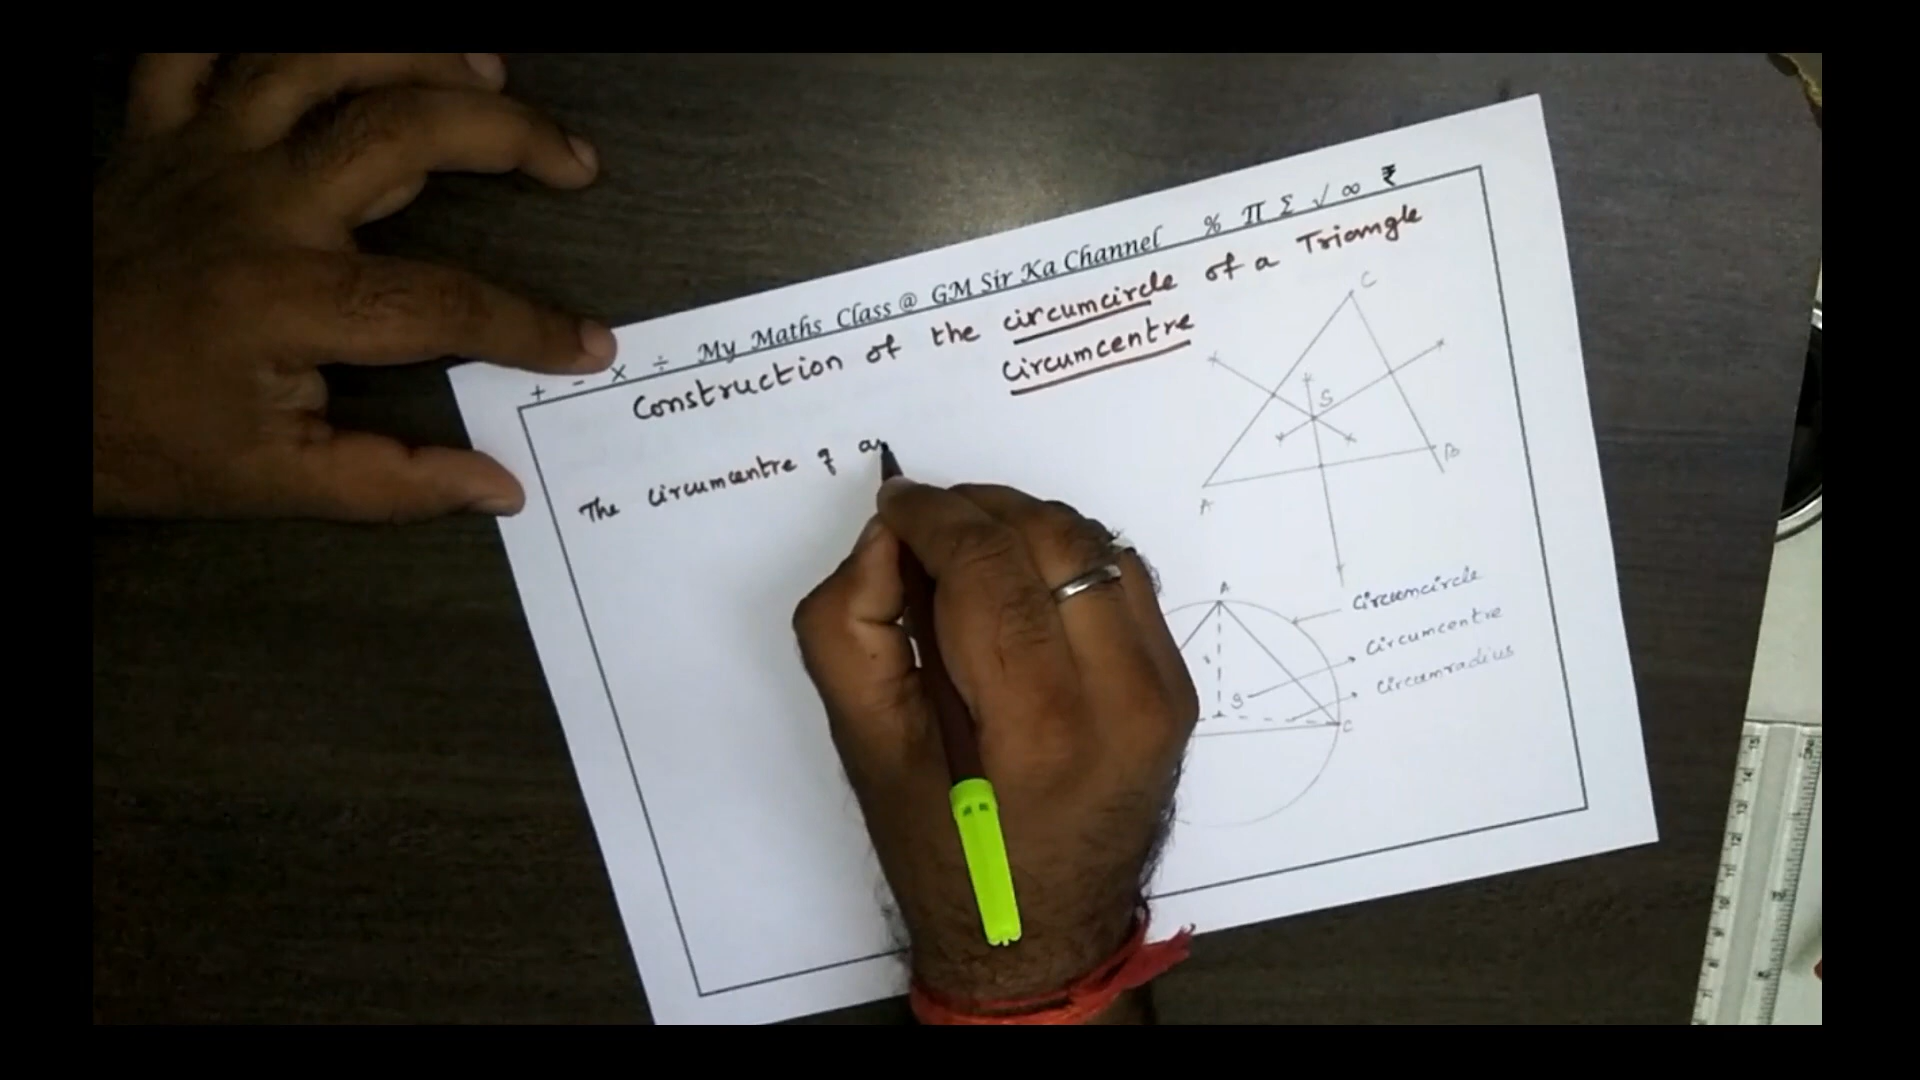 + - × ÷ My Maths Class @ GM Sir Ka Channel % Π Σ √ ∞ ₹
Construction of the circumcircle of a Triangle
circumcentre
The circumcentre of an
C
S
A
B
A
circumcircle
circumcentre
circumradius
S
C